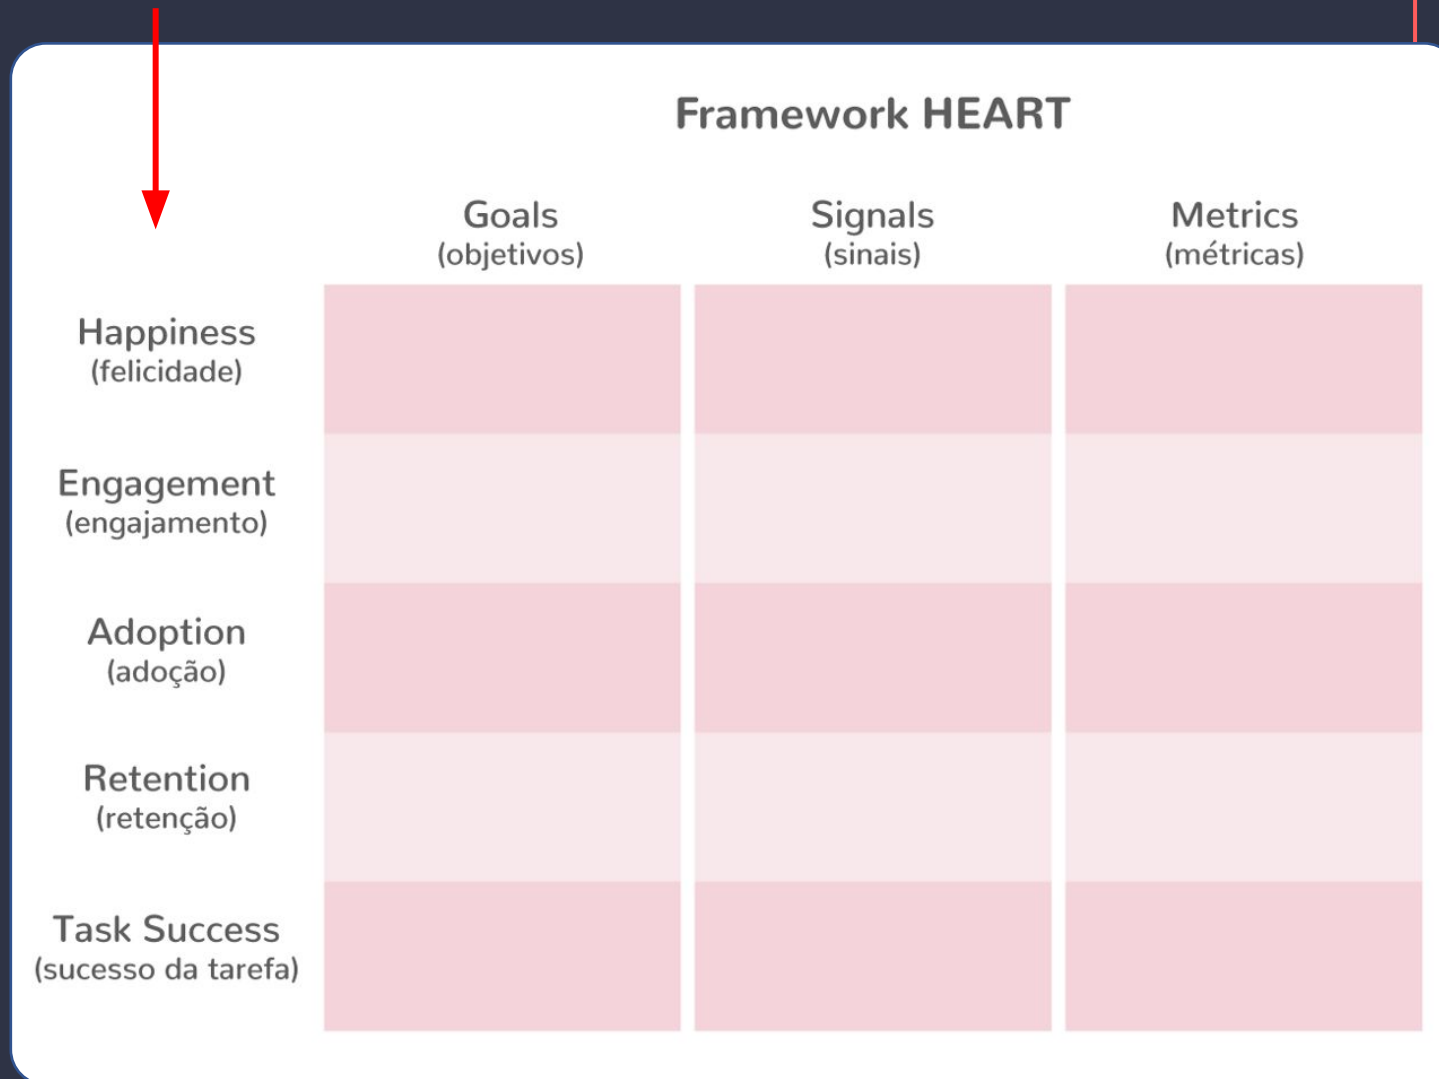 Framework HEART
Goals
(objetivos)
Signals
(sinais)
Metrics
(métricas)
Happiness
(felicidade)
Engagement
(engajamento)
Adoption
(adoção)
Retention
(retenção)
Task Success
(sucesso da tarefa)